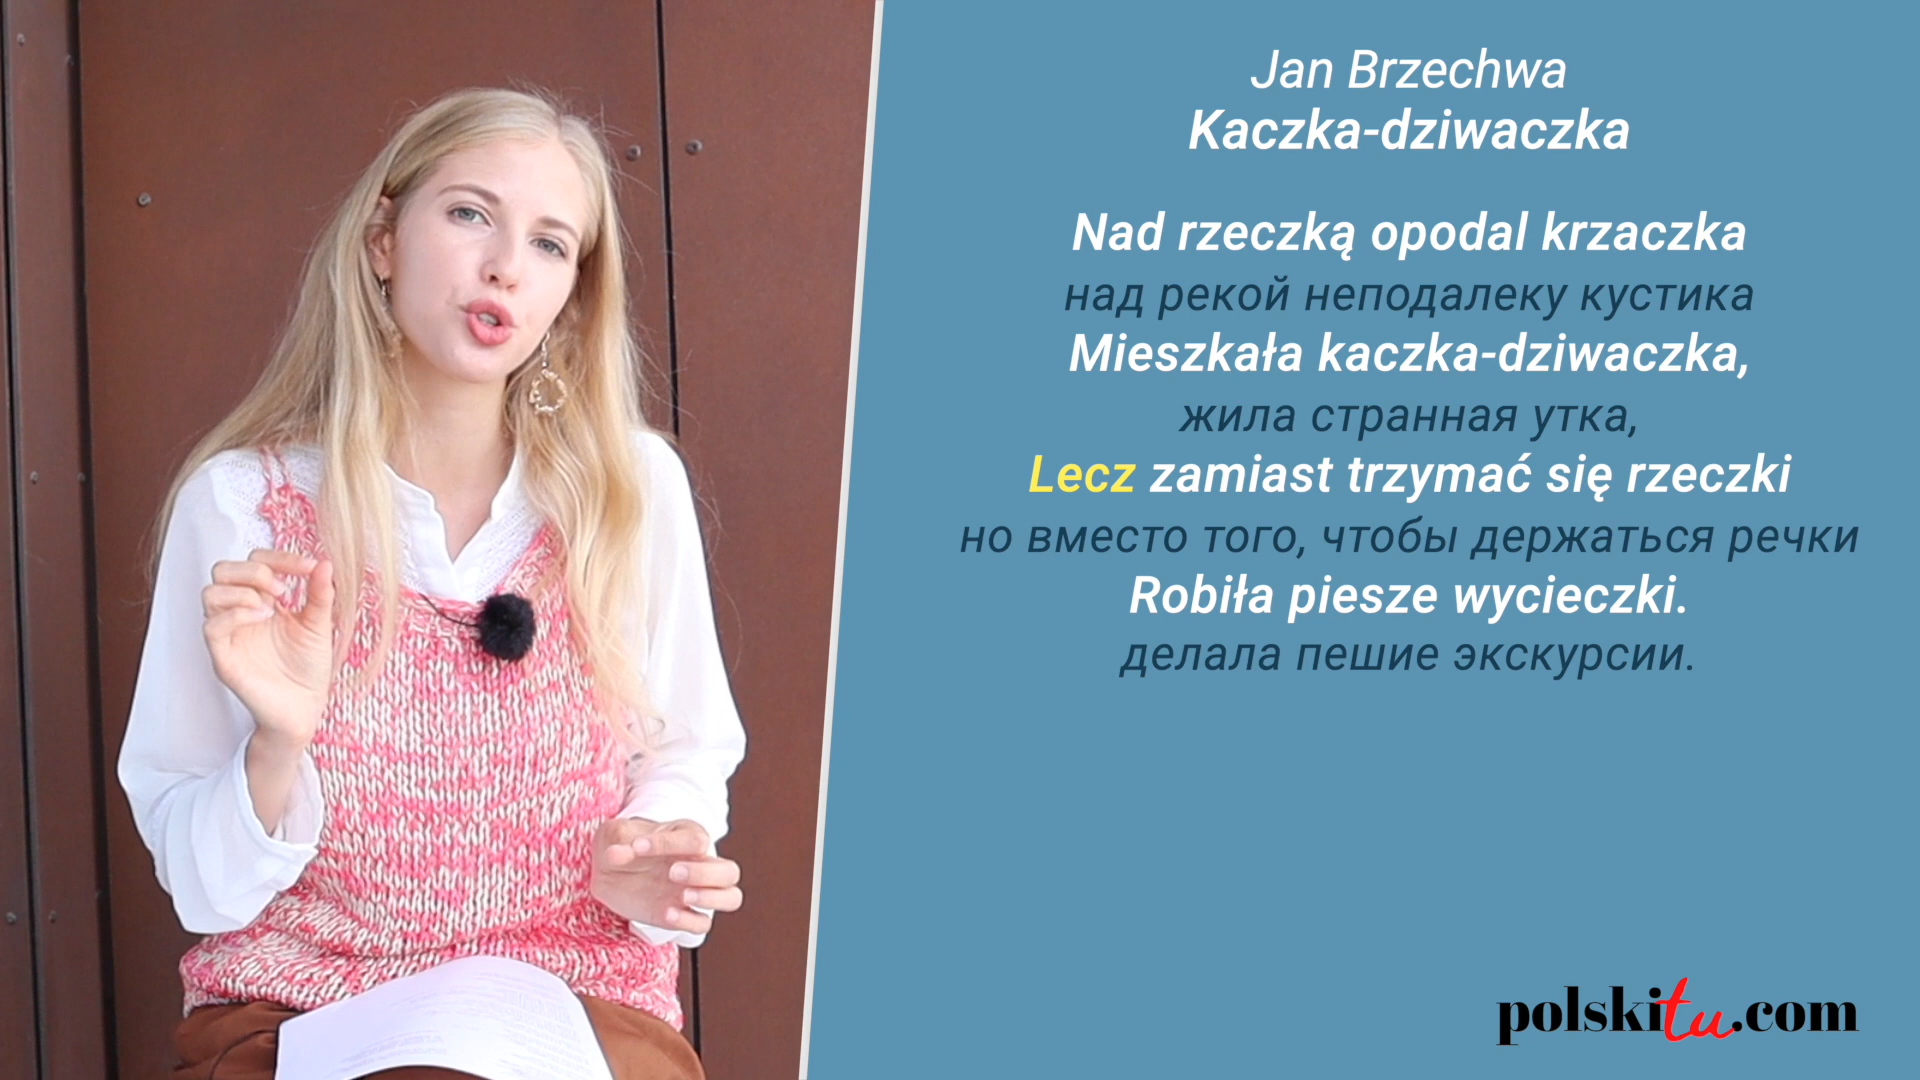 Jan Brzechwa
Kaczka-dziwaczka
Nad rzeczką opodal krzaczka
над рекой неподалеку кустика
Mieszkała kaczka-dziwaczka,
жила странная утка,
Lecz zamiast trzymać się rzeczki
но вместо того, чтобы держаться речки
Robiła piesze wycieczki.
делала пешие экскурсии.
polskitu.com